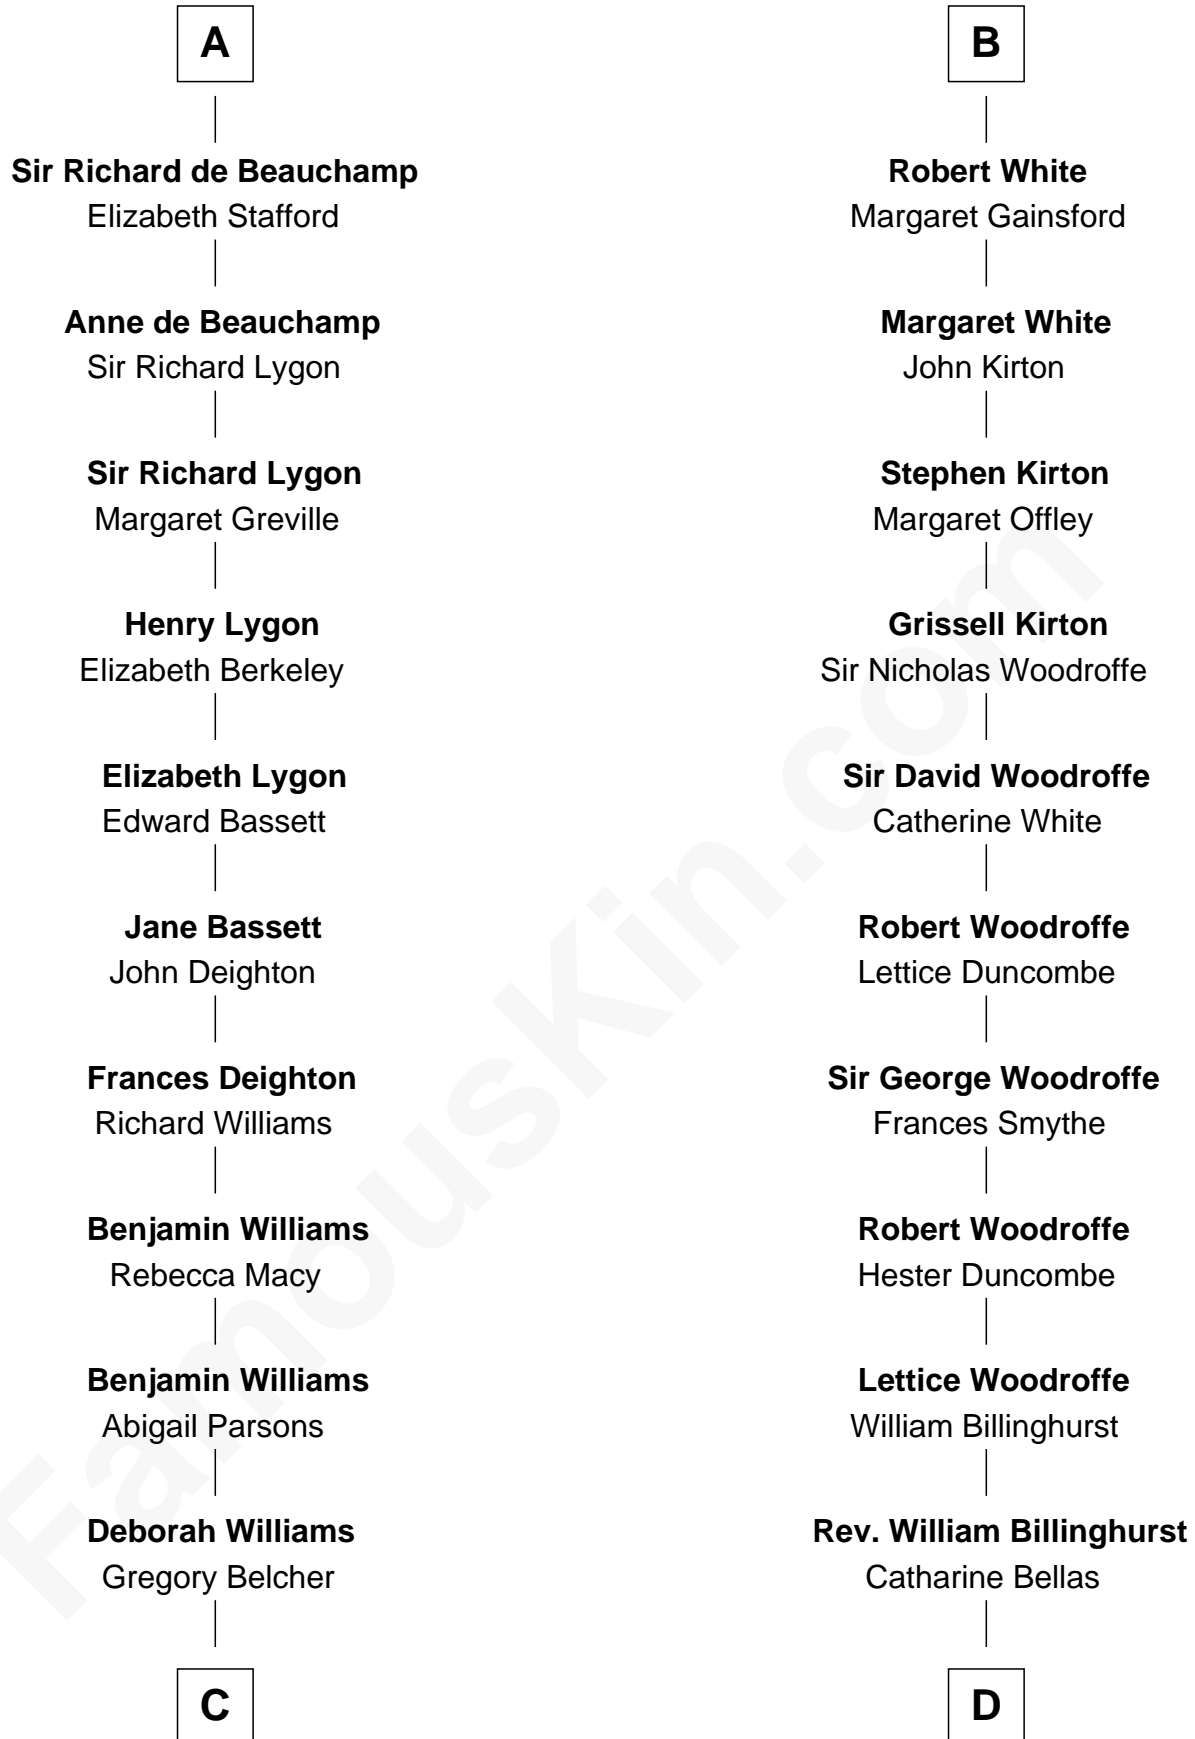 A
Sir Richard de Beauchamp
Elizabeth Stafford
Anne de Beauchamp
Sir Richard Lygon
Sir Richard Lygon
Margaret Greville
Henry Lygon
Elizabeth Berkeley
Elizabeth Lygon
Edward Bassett
Jane Bassett
John Deighton
Frances Deighton
Richard Williams
Benjamin Williams
Rebecca Macy
Benjamin Williams
Abigail Parsons
Deborah Williams
Gregory Belcher
C
B
Robert White
Margaret Gainsford
Margaret White
John Kirton
Stephen Kirton
Margaret Offley
Grissell Kirton
Sir Nicholas Woodroffe
Sir David Woodroffe
Catherine White
Robert Woodroffe
Lettice Duncombe
Sir George Woodroffe
Frances Smythe
Robert Woodroffe
Hester Duncombe
Lettice Woodroffe
William Billinghurst
Rev. William Billinghurst
Catharine Bellas
D
FamousKin.com